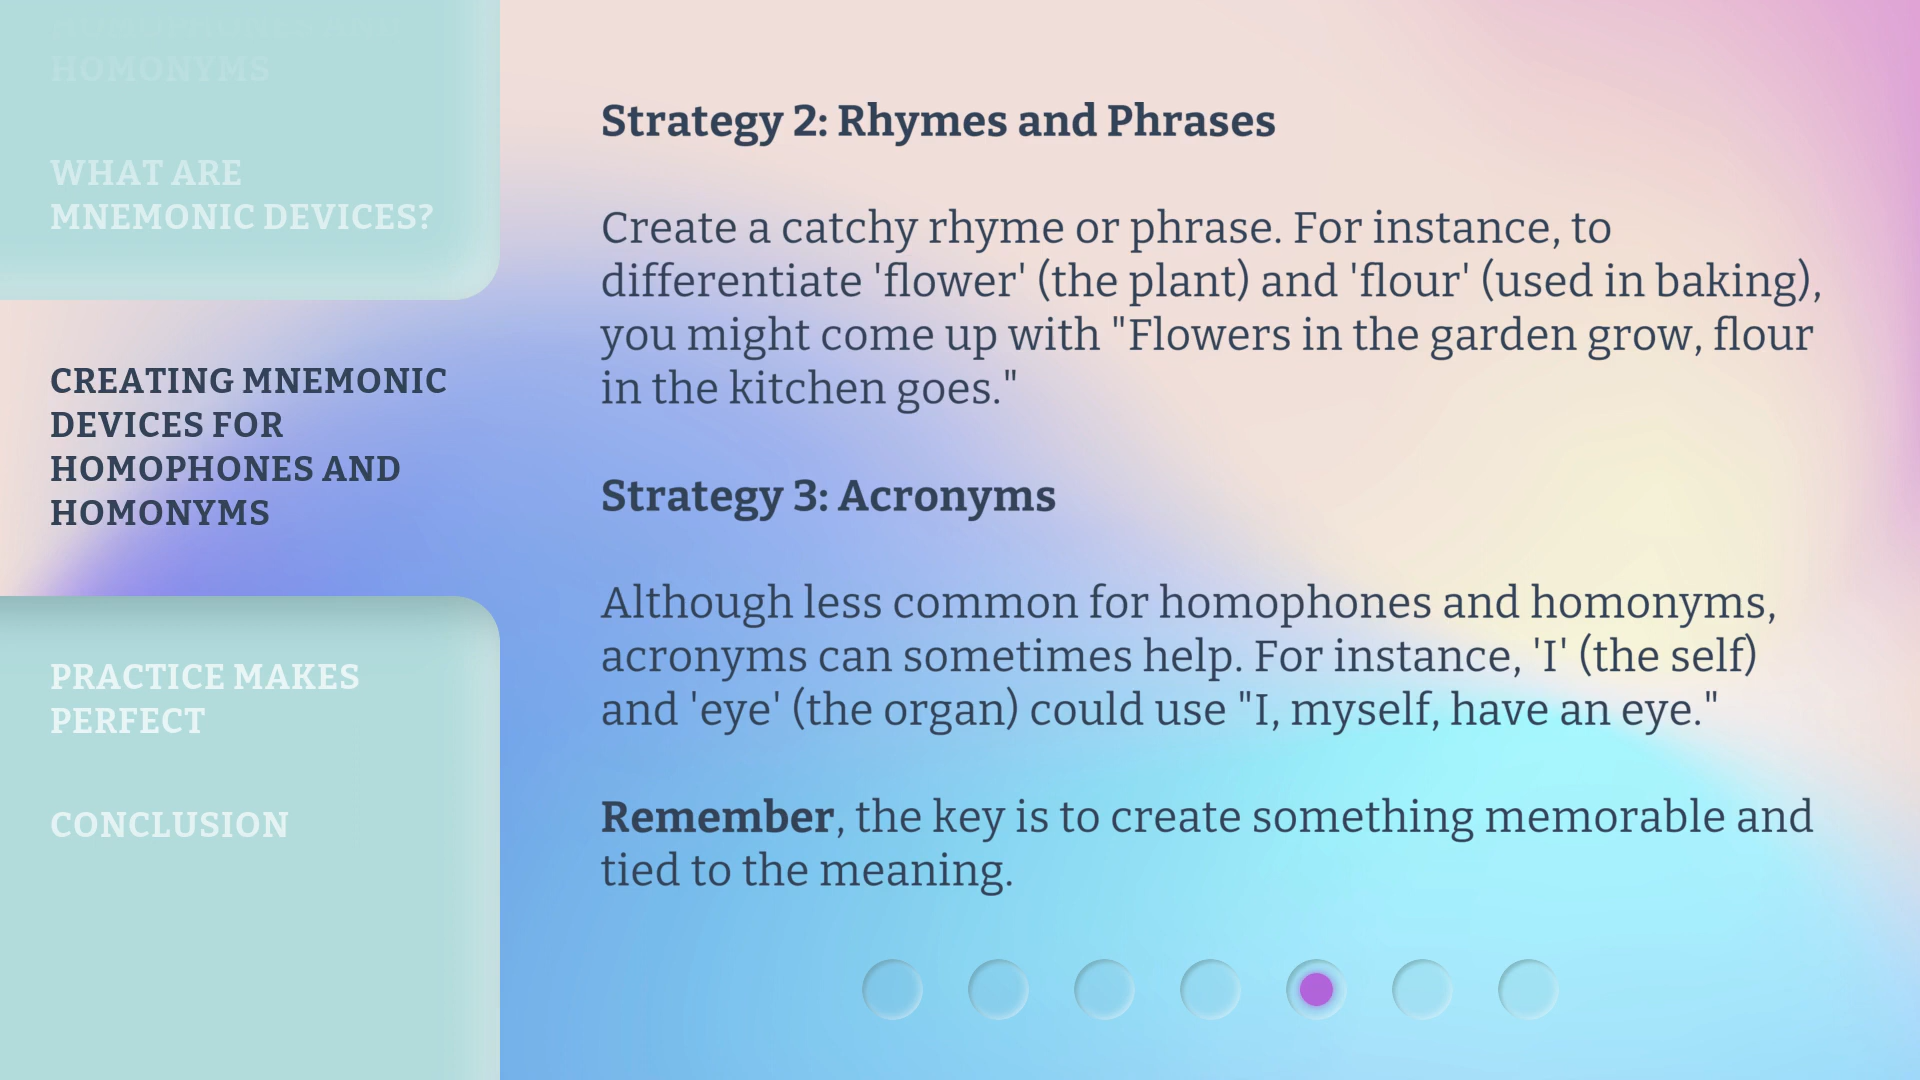 HOMOPHONES AND
HOMONYMS
WHAT ARE
MNEMONIC DEVICES?
CREATING MNEMONIC
DEVICES FOR
HOMOPHONES AND
HOMONYMS
PRACTICE MAKES
PERFECT
CONCLUSION
Strategy 2: Rhymes and Phrases
Create a catchy rhyme or phrase. For instance, to
differentiate 'flower' (the plant) and 'flour' (used in baking),
you might come up with "Flowers in the garden grow, flour
in the kitchen goes."
Strategy 3: Acronyms
Although less common for homophones and homonyms,
acronyms can sometimes help. For instance, 'I' (the self)
and 'eye' (the organ) could use "I, myself, have an eye."
Remember, the key is to create something memorable and
tied to the meaning.